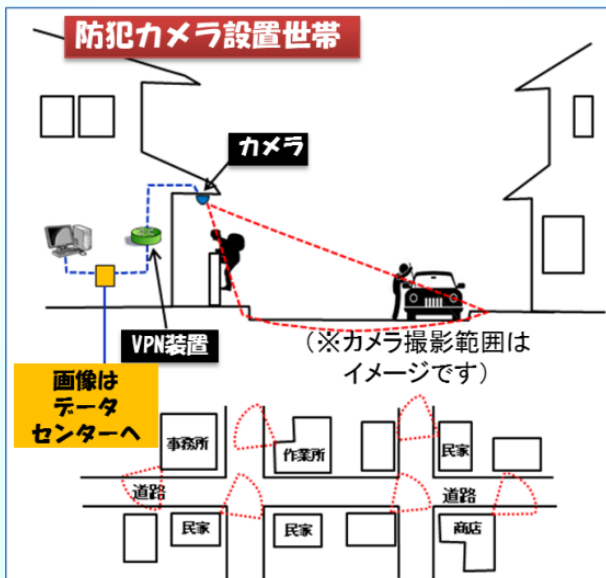 防犯カメラ設置世帯
カメラ
VPN装置
(※カメラ撮影範囲は
イメージです)
画像は
データ
センターへ
事務所
作業所
民家
道路
道路
民家
民家
商店